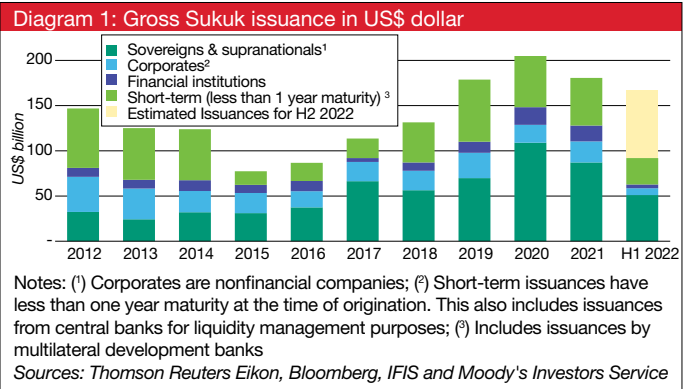 Diagram 1: Gross Sukuk issuance in US$ dollar
US$ billion
200
150
100
50
-
Sovereigns & supranationals¹
Corporates²
Financial institutions
Short-term (less than 1 year maturity) ³
Estimated Issuances for H2 2022
2012 2013 2014 2015 2016 2017 2018 2019 2020 2021 H1 2022
Notes: (¹) Corporates are nonfinancial companies; (²) Short-term issuances have
less than one year maturity at the time of origination. This also includes issuances
from central banks for liquidity management purposes; (³) Includes issuances by
multilateral development banks
Sources: Thomson Reuters Eikon, Bloomberg, IFIS and Moody's Investors Service